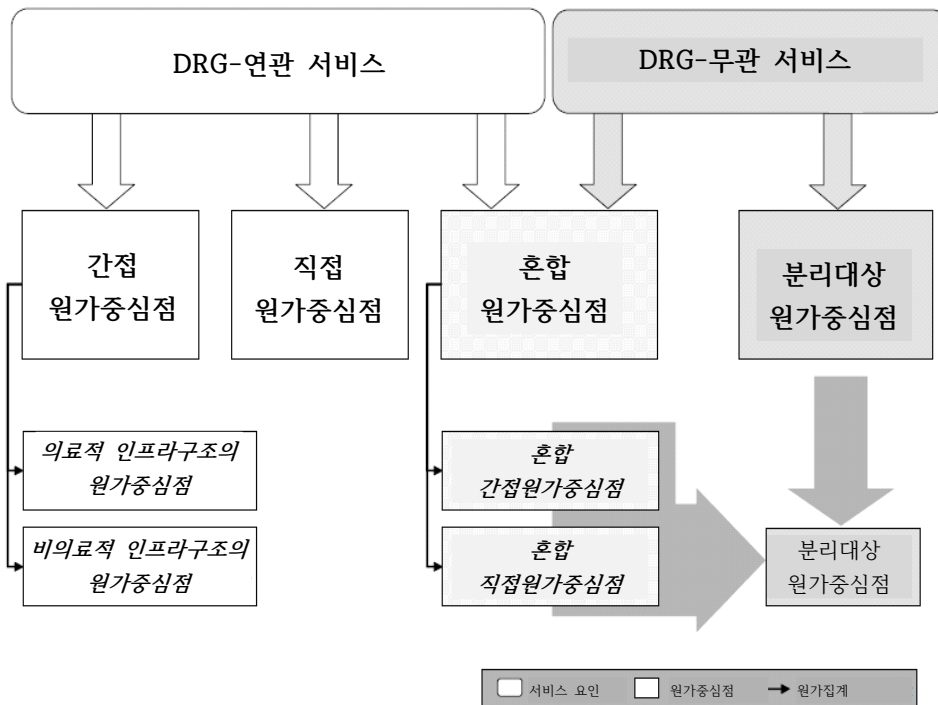 DRG-연관 서비스
DRG-무관 서비스
간접
원가중심점
직접
원가중심점
혼합
원가중심점
분리대상
원가중심점
의료적 인프라구조의
원가중심점
혼합
간접원가중심점
비의료적 인프라구조의
원가중심점
혼합
직접원가중심점
분리대상
원가중심점
서비스 요인
원가중심점
원가집계